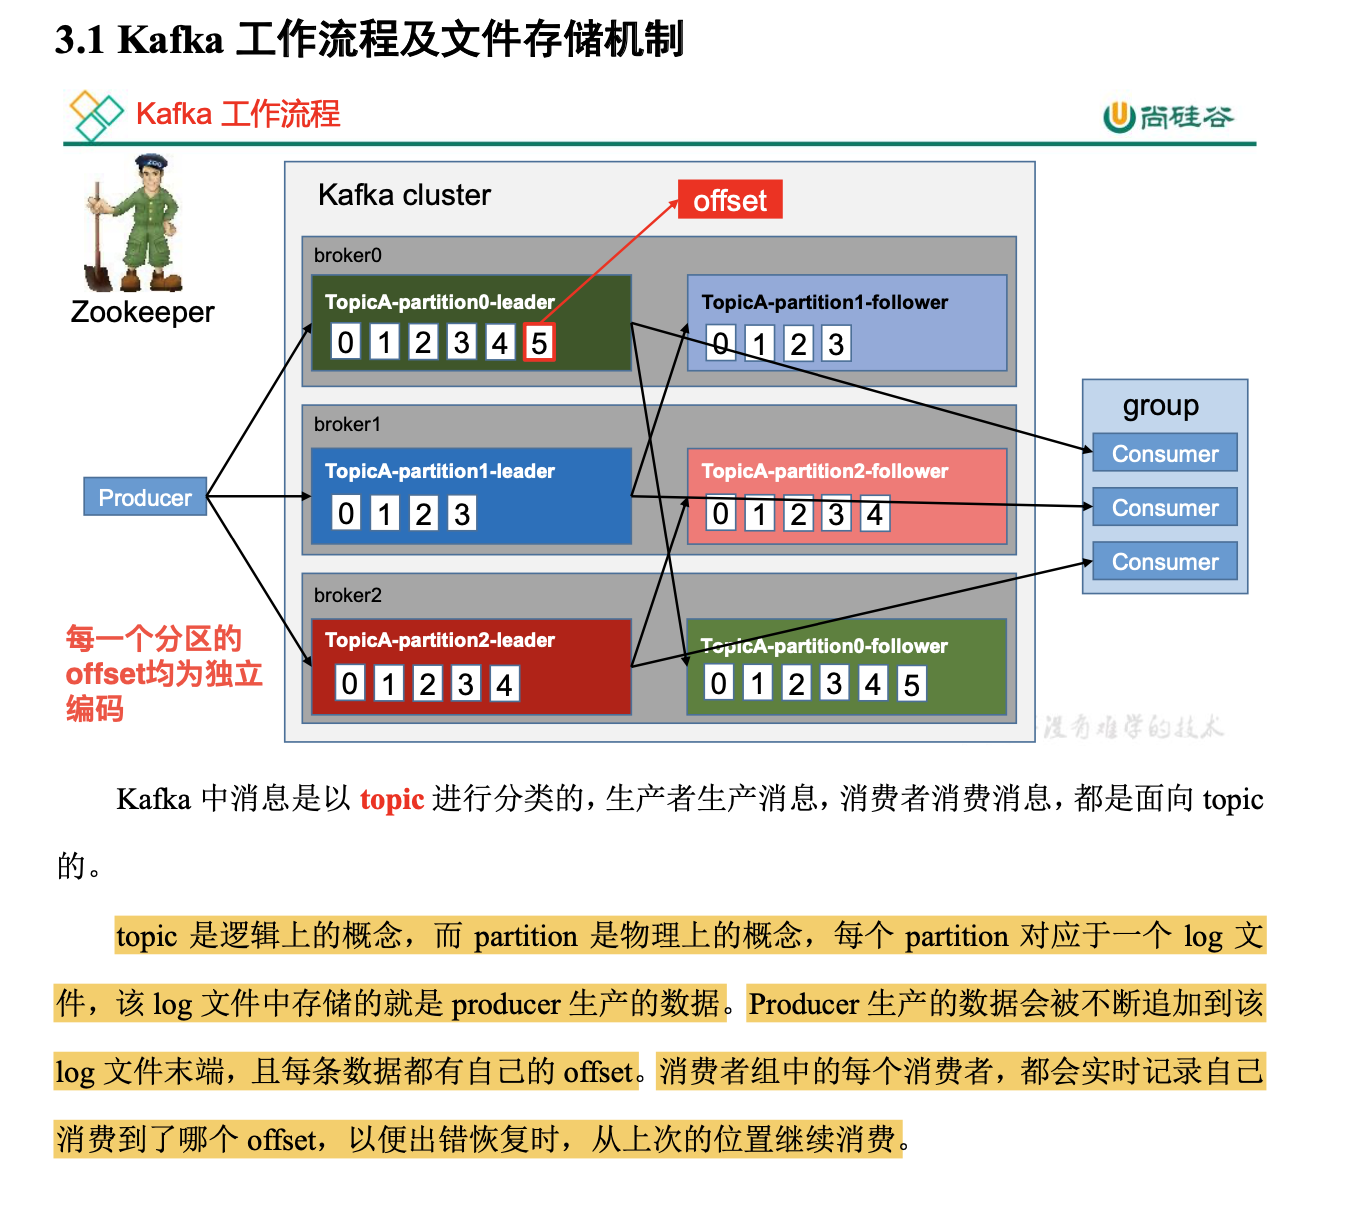 3.1 Kafka 工作流程及文件存储机制
Kafka 工作流程
尚硅谷
ZOO
Zookeeper
Kafka cluster
offset
broker0
TopicA-partition0-leader
0 1 2 3 4 5
TopicA-partition1-follower
0 1 2 3
broker1
TopicA-partition1-leader
0 1 2 3
TopicA-partition2-follower
0 1 2 3 4
broker2
TopicA-partition2-leader
0 1 2 3 4
TopicA-partition0-follower
0 1 2 3 4 5
Producer
group
Consumer
Consumer
Consumer
每一个分区的
offset均为独立
编码
没有难学的技术
Kafka 中消息是以 topic 进行分类的，生产者生产消息，消费者消费消息，都是面向 topic
的。
topic 是逻辑上的概念，而 partition 是物理上的概念，每个 partition 对应于一个 log 文
件，该 log 文件中存储的就是 producer 生产的数据。Producer 生产的数据会被不断追加到该
log 文件末端，且每条数据都有自己的 offset。消费者组中的每个消费者，都会实时记录自己
消费到了哪个 offset，以便出错恢复时，从上次的位置继续消费。